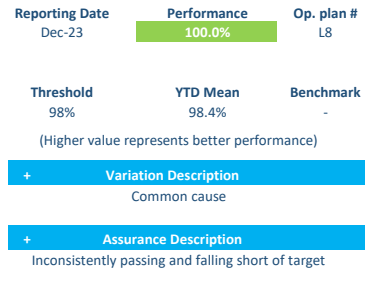 Reporting Date Performance Op. plan #
Dec-23 100.0% L8
Threshold YTD Mean Benchmark
98% 98.4% -
(Higher value represents better performance)
+ Variation Description
Common cause
+ Assurance Description
Inconsistently passing and falling short of target